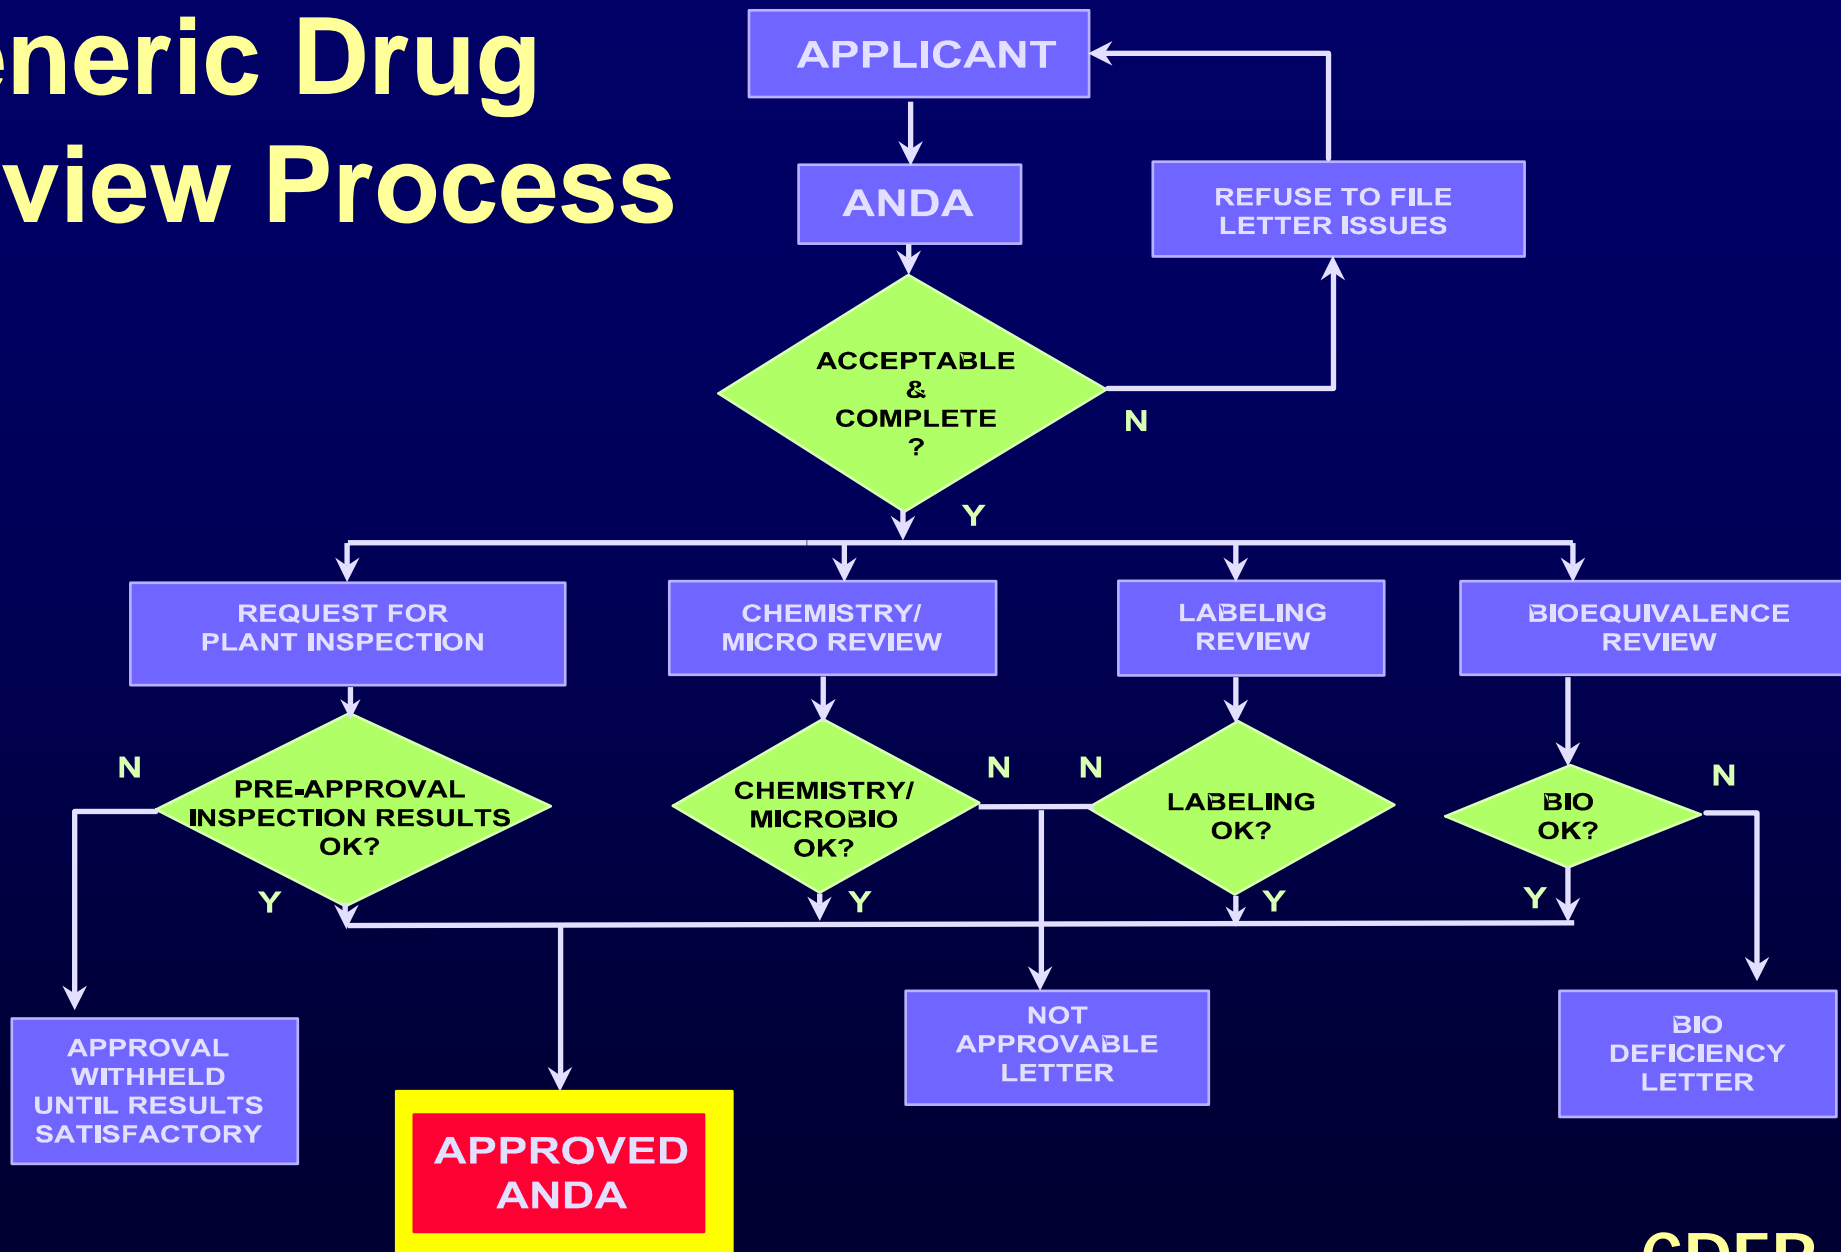 eneric Drug
view Process
APPLICANT
ANDA
REFUSE TO FILE
LETTER ISSUES
ACCEPTABLE
&
COMPLETE
?
N
Y
REQUEST FOR
PLANT INSPECTION
CHEMISTRY/
MICRO REVIEW
LABELING
REVIEW
BIOEQUIVALENCE
REVIEW
N
PRE-APPROVAL
INSPECTION RESULTS
OK?
Y
CHEMISTRY/
MICROBIO
OK?
N
Y
N
LABELING
OK?
Y
BIO
OK?
N
Y
APPROVAL
WITHHELD
UNTIL RESULTS
SATISFACTORY
APPROVED
ANDA
NOT
APPROVABLE
LETTER
BIO
DEFICIENCY
LETTER
CDER